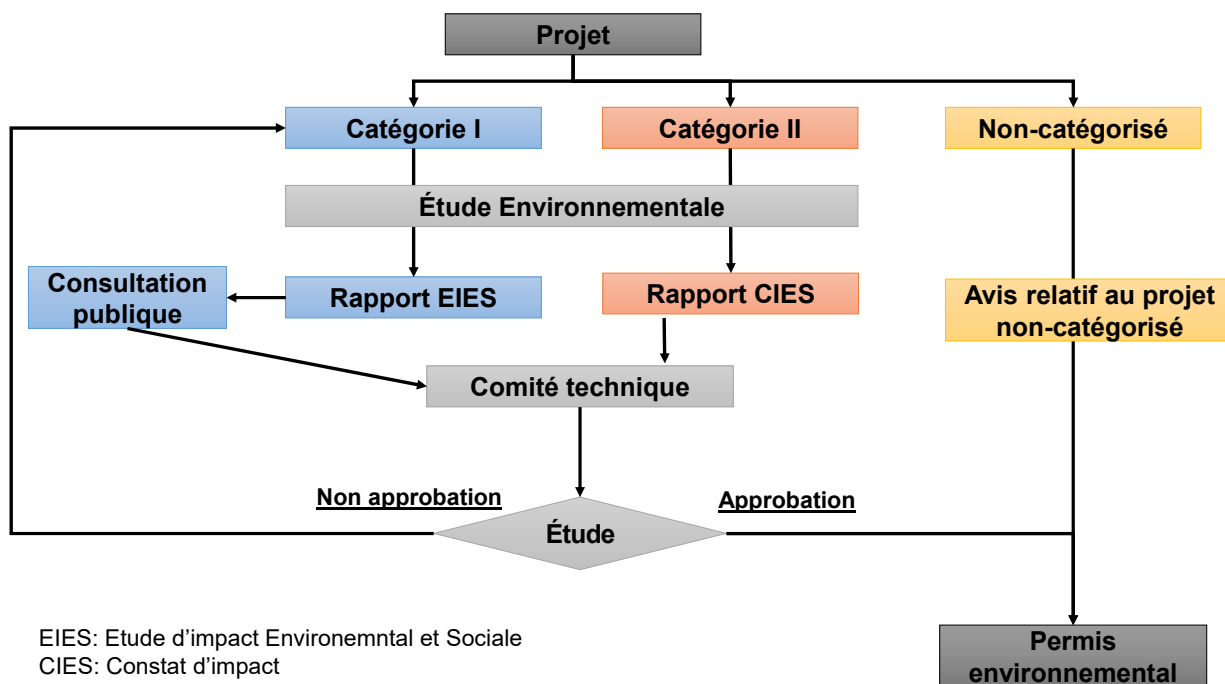 Projet
Catégorie I
Catégorie II
Non-catégorisé
Étude Environnementale
Consultation
publique
Rapport EIES
Rapport CIES
Avis relatif au projet
non-catégorisé
Comité technique
Non approbation
Approbation
Étude
EIES: Etude d’impact Environemntal et Sociale
CIES: Constat d’impact
Permis
environnemental